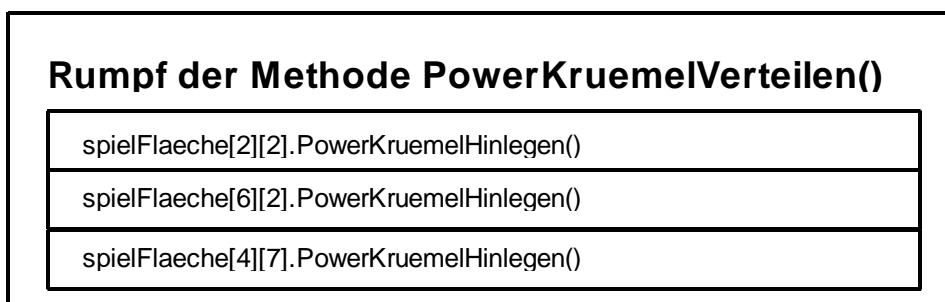 Rumpf der Methode PowerKruemelVerteilen()
spielFlaeche[2][2].PowerKruemelHinlegen()
spielFlaeche[6][2].PowerKruemelHinlegen()
spielFlaeche[4][7].PowerKruemelHinlegen()